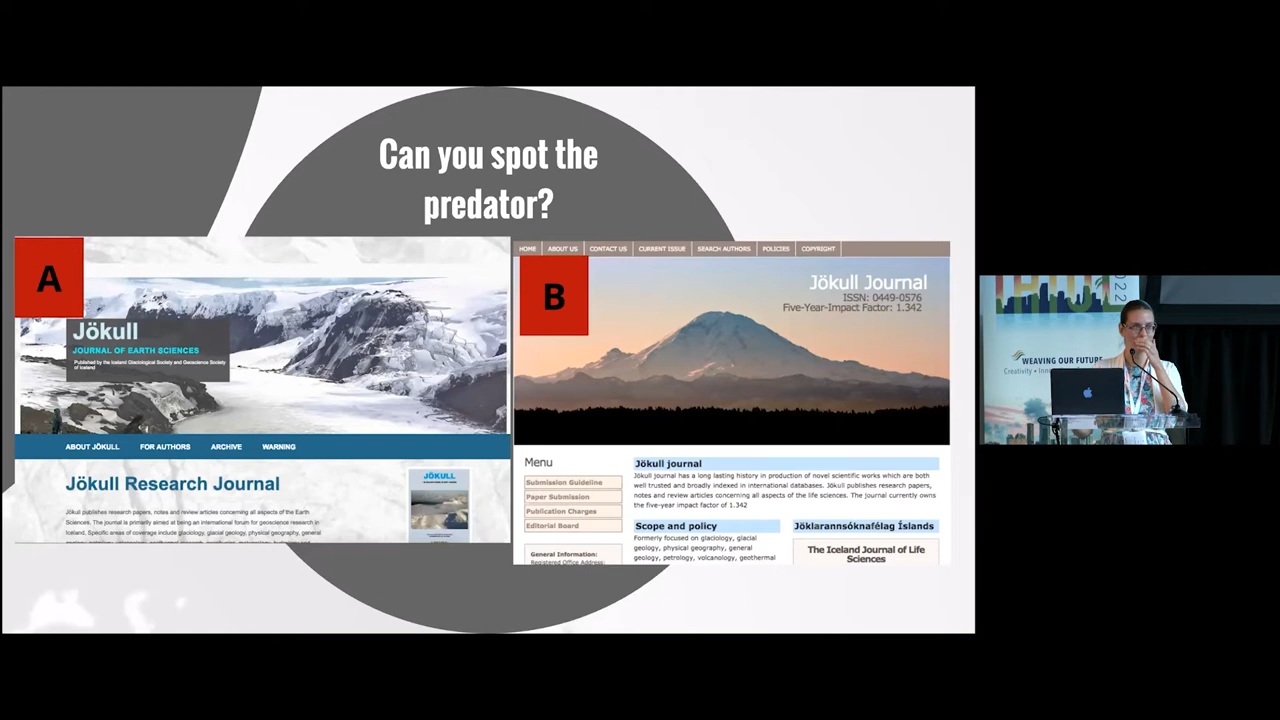 Can you spot the
predator?
A
Jökull
JOURNAL OF EARTH SCIENCES
Published by the Iceland Glaciological Society and Geoscience Society
of Iceland
ABOUT JÖKULL FOR AUTHORS ARCHIVE WARNING
Jökull Research Journal
Jökull publishes research papers, notes and review articles concerning all aspects of the Earth
Sciences. The journal is primarily aimed at being an international forum for geoscience research in
Iceland. Specific areas of coverage include glaciology, glacial geology, physical geography, general
JÖKULL
HOME ABOUT US CONTACT US CURRENT ISSUE SEARCH AUTHORS POLICIES COPYRIGHT
B
Jökull Journal
ISSN: 0449-0576
Five-Year-Impact Factor: 1.342
Menu
Submission Guideline
Paper Submission
Publication Charges
Editorial Board
General Information:
Registered Office Address:
Jökull journal
Jökull journal has a long lasting history in production of novel scientific works which are both
well trusted and broadly indexed in international databases. Jökull publishes research papers,
notes and review articles concerning all aspects of the life sciences. The journal currently owns
the five-year impact factor of 1.342
Scope and policy
Formerly focused on glaciology, glacial
geology, physical geography, general
geology, petrology, volcanology, geothermal
Jöklarannsóknafélag Íslands
The Iceland Journal of Life
Sciences
WEAVING OUR FUTURE